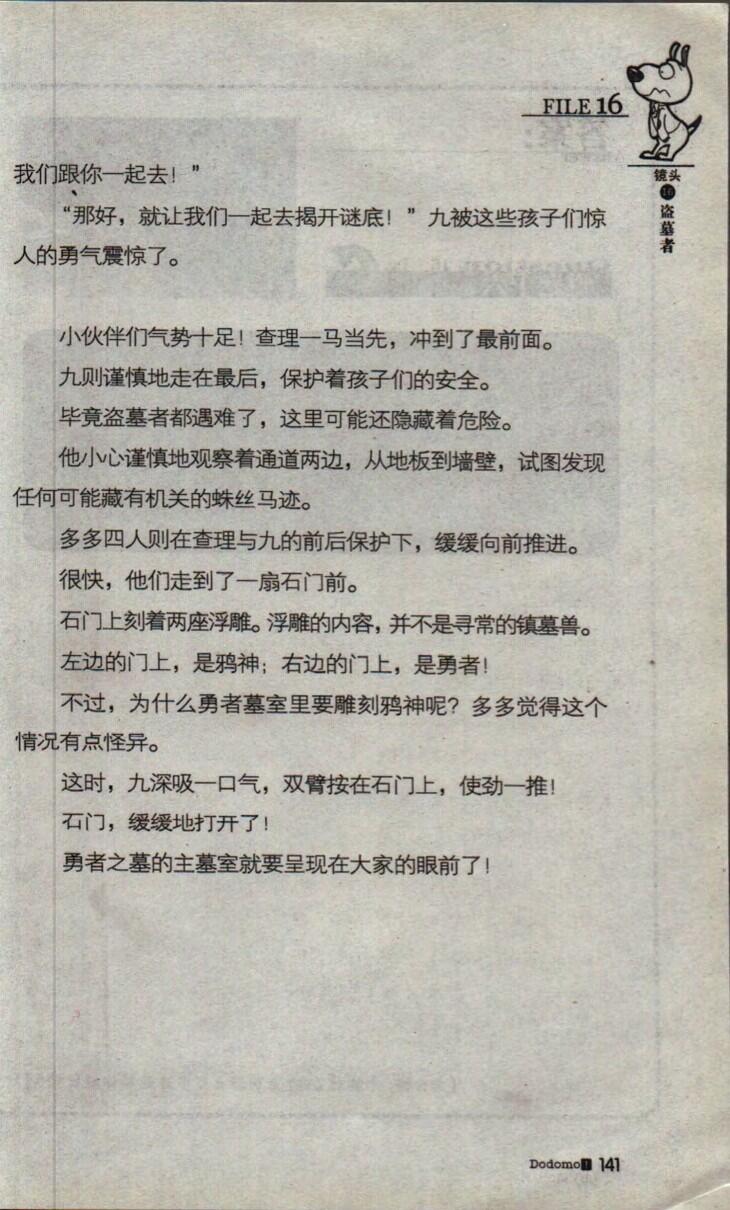 FILE 16
镜头
16
盗墓者
我们跟你一起去！”
“那好，就让我们一起去揭开谜底！”九被这些孩子们惊
人的勇气震惊了。
小伙伴们气势十足！查理一马当先，冲到了最前面。
九则谨慎地走在最后，保护着孩子们的安全。
毕竟盗墓者都遇难了，这里可能还隐藏着危险。
他小心谨慎地观察着通道两边，从地板到墙壁，试图发现
任何可能藏有机关的蛛丝马迹。
多多四人则在查理与九的前后保护下，缓缓向前推进。
很快，他们走到了一扇石门前。
石门上刻着两座浮雕。浮雕的内容，并不是寻常的镇墓兽。
左边的门上，是鸦神；右边的门上，是勇者！
不过，为什么勇者墓室里要雕刻鸦神呢？多多觉得这个
情况有点怪异。
这时，九深吸一口气，双臂按在石门上，使劲一推！
石门，缓缓地打开了！
勇者之墓的主墓室就要呈现在大家的眼前了！
Dodomo 1 141